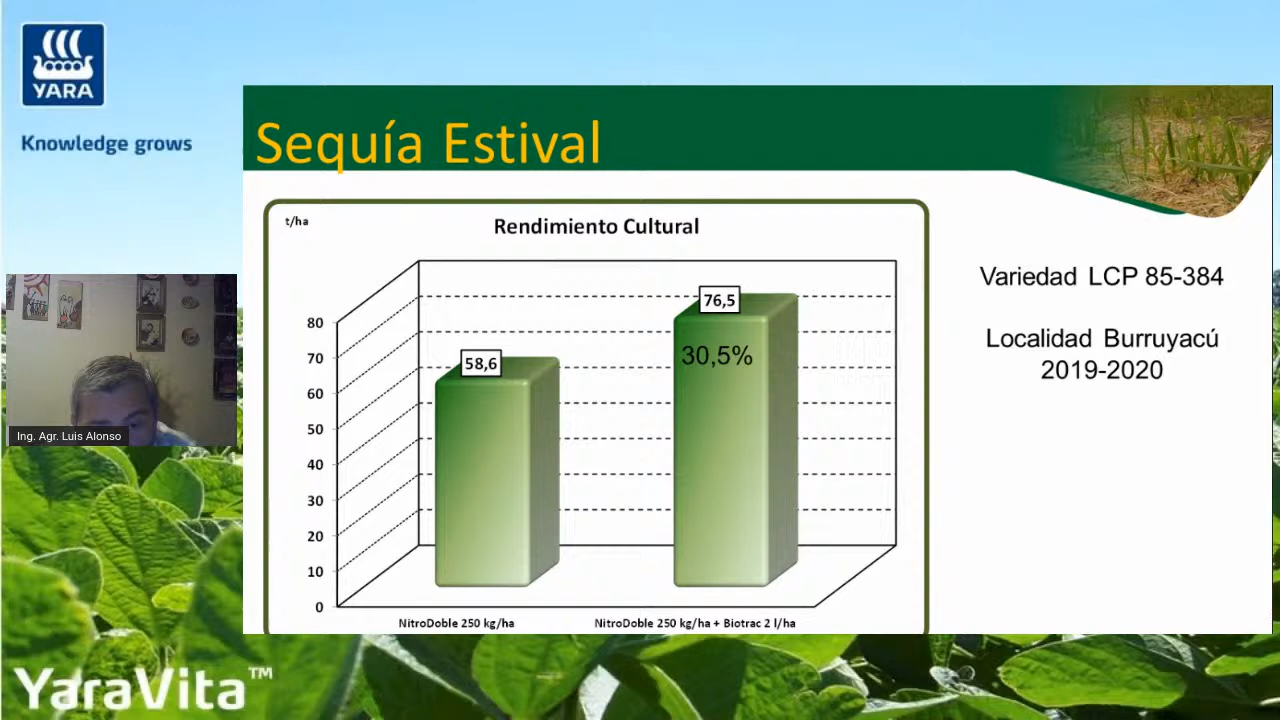 YARA
Knowledge grows
Sequía Estival
t/ha
Rendimiento Cultural
80
70
60
50
40
30
20
10
0
58,6
76,5
30,5%
NitroDoble 250 kg/ha
NitroDoble 250 kg/ha + Biotrac 2 l/ha
Variedad LCP 85-384
Localidad Burruyacú
2019-2020
Ing. Agr. Luis Alonso
YaraVita™